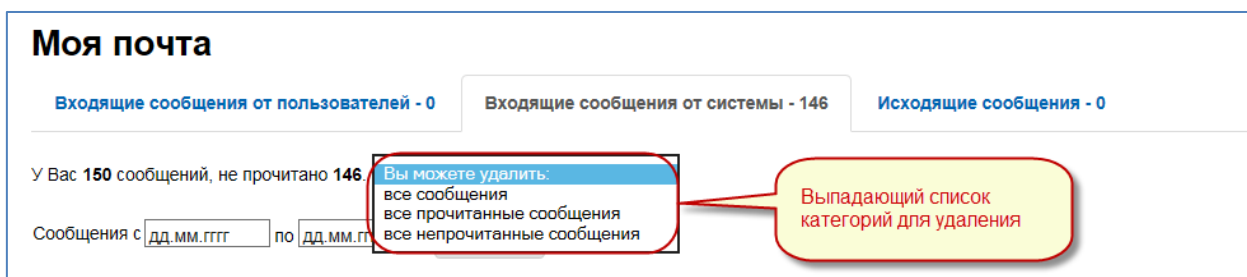 Моя почта
Входящие сообщения от пользователей - 0
Входящие сообщения от системы - 146
Исходящие сообщения - 0
У Вас 150 сообщений, не прочитано 146.
Вы можете удалить:
все сообщения
все прочитанные сообщения
все непрочитанные сообщения
Сообщения с дд.мм.гггг по дд.мм.гг
Выпадающий список
категорий для удаления